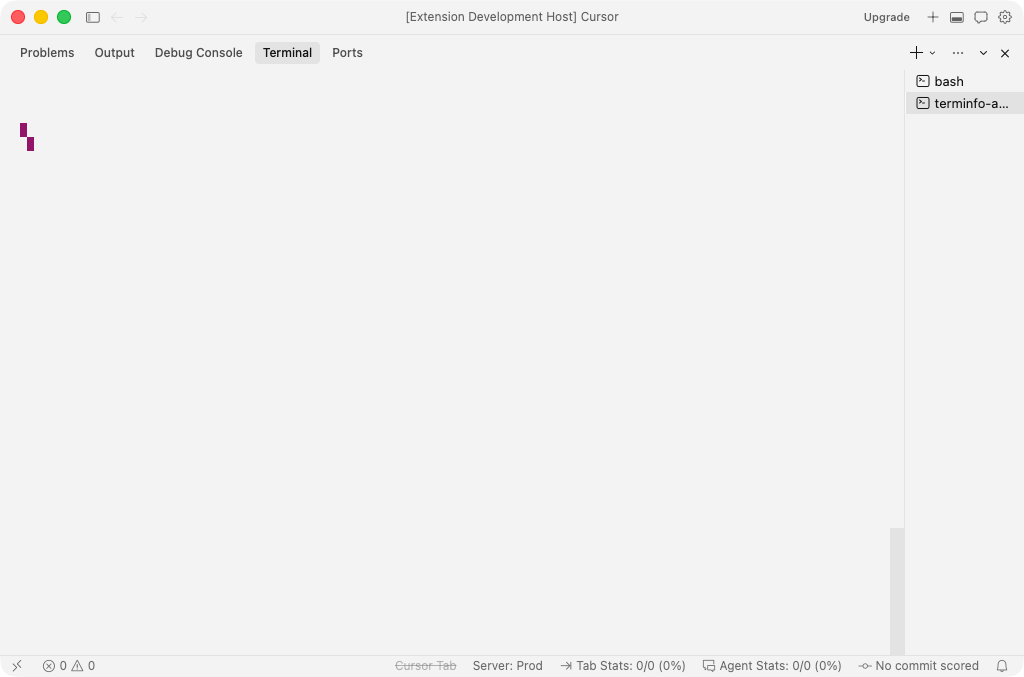 [Extension Development Host] Cursor
Upgrade
Problems
Output
Debug Console
Terminal
Ports
bash
terminfo-a...
0
0
Cursor Tab
Server: Prod
Tab Stats: 0/0 (0%)
Agent Stats: 0/0 (0%)
No commit scored